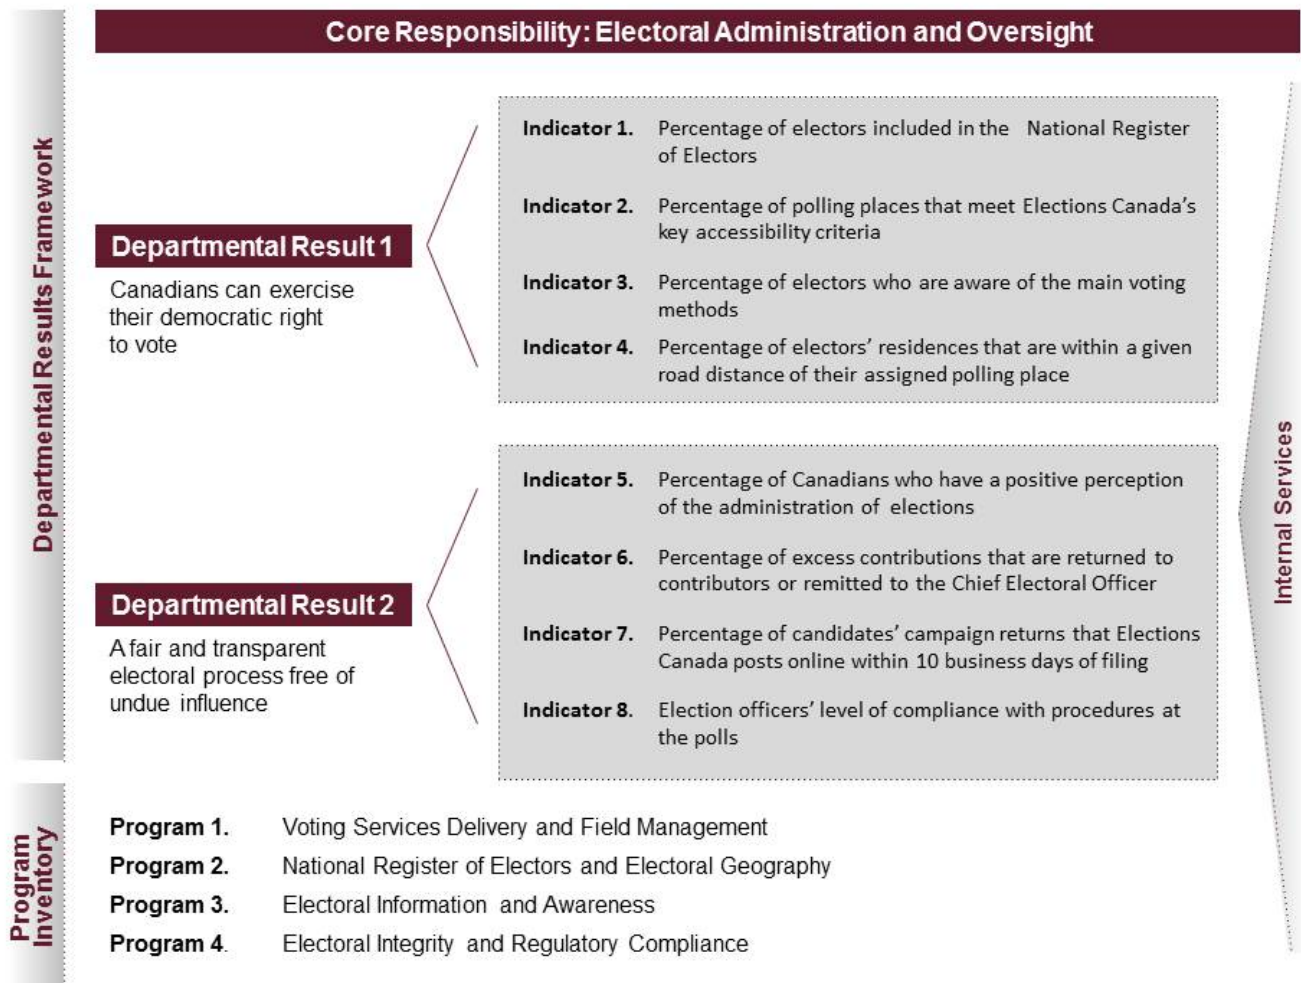 Core Responsibility: Electoral Administration and Oversight
Departmental Results Framework
Departmental Result 1
Canadians can exercise
their democratic right
to vote
Indicator 1. Percentage of electors included in the National Register
of Electors
Indicator 2. Percentage of polling places that meet Elections Canada’s
key accessibility criteria
Indicator 3. Percentage of electors who are aware of the main voting
methods
Indicator 4. Percentage of electors’ residences that are within a given
road distance of their assigned polling place
Departmental Result 2
A fair and transparent
electoral process free of
undue influence
Indicator 5. Percentage of Canadians who have a positive perception
of the administration of elections
Indicator 6. Percentage of excess contributions that are returned to
contributors or remitted to the Chief Electoral Officer
Indicator 7. Percentage of candidates’ campaign returns that Elections
Canada posts online within 10 business days of filing
Indicator 8. Election officers’ level of compliance with procedures at
the polls
Internal Services
Program
Inventory
Program 1. Voting Services Delivery and Field Management
Program 2. National Register of Electors and Electoral Geography
Program 3. Electoral Information and Awareness
Program 4. Electoral Integrity and Regulatory Compliance